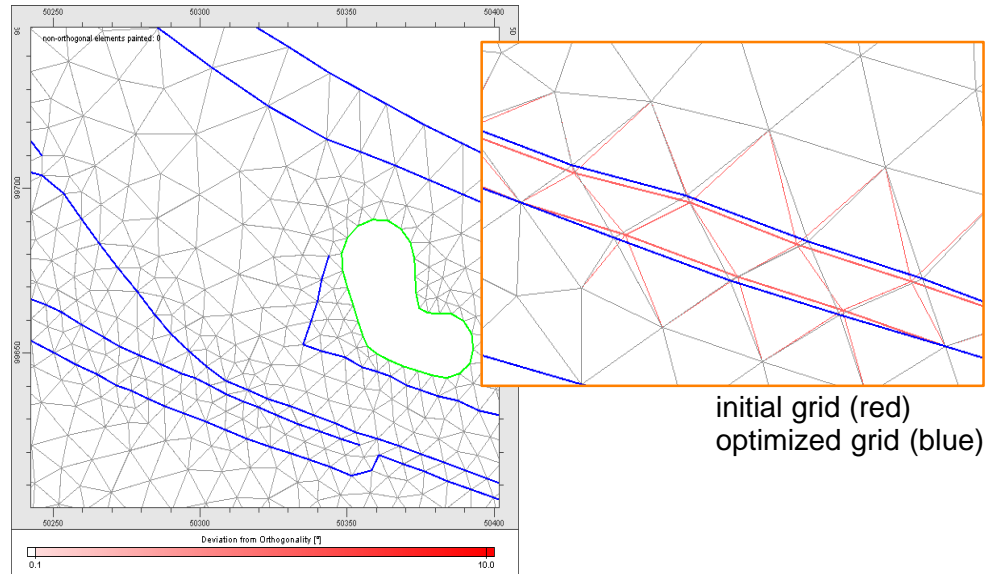 50250 50300 50350 50400
non-orthogonal elements painted: 0
99700
99650
50250 50300 50350 50400
Deviation from Orthogonality [°]
0.1 10.0
initial grid (red)
optimized grid (blue)